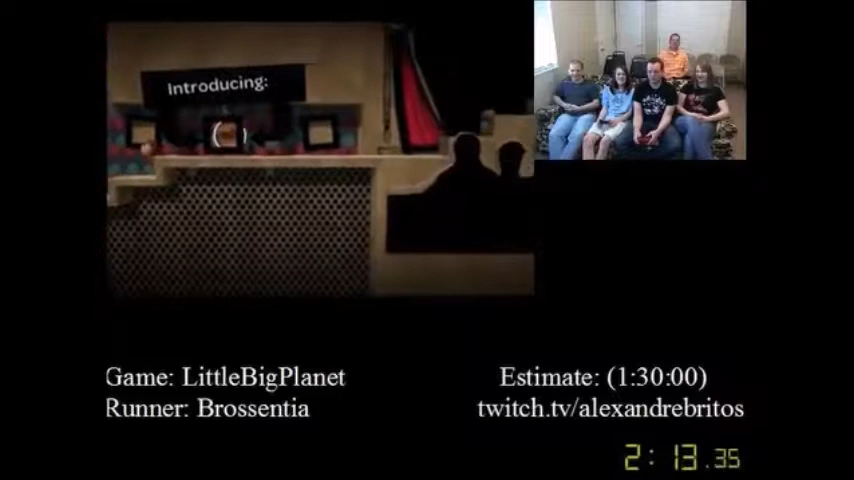 Introducing:
Game: LittleBigPlanet
Runner: Brossentia
Estimate: (1:30:00)
twitch.tv/alexandrebritos
2:13.35